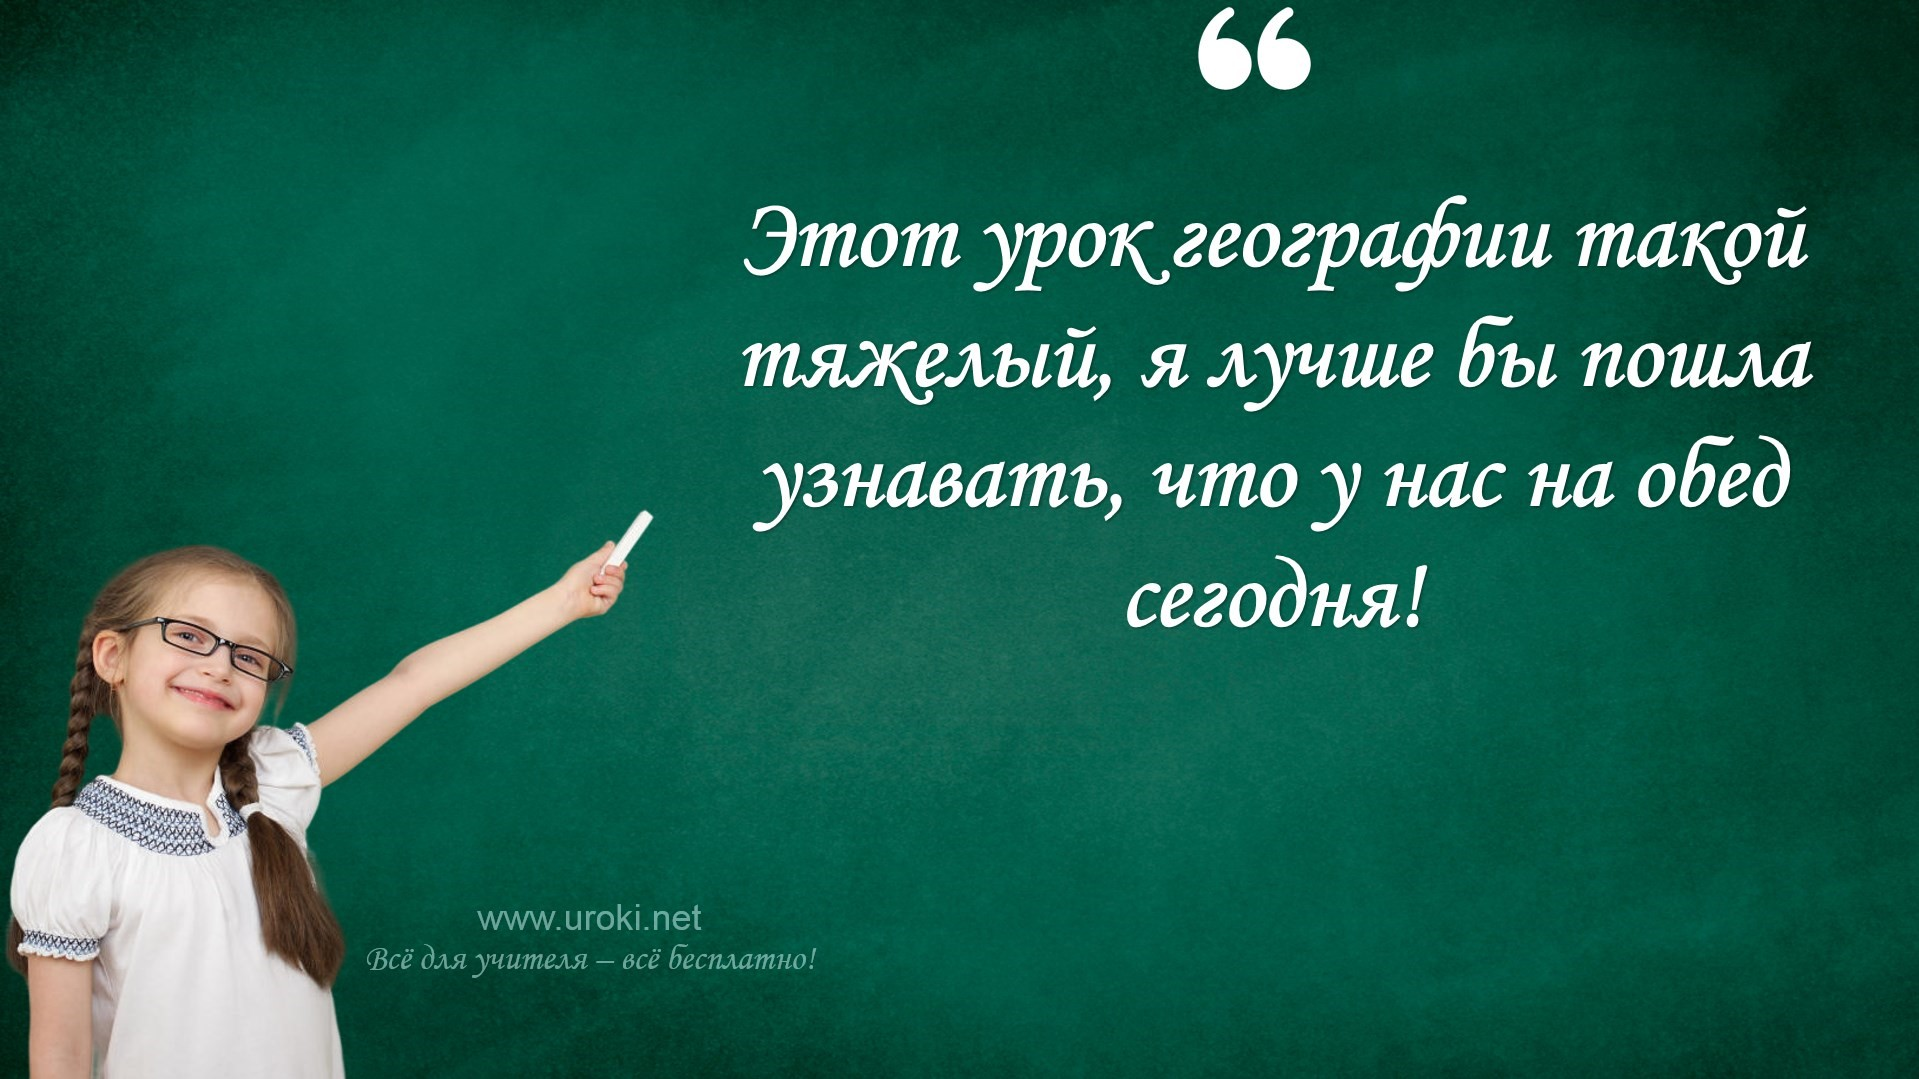 Этот урок географии такой
тяжелый, я лучше бы пошла
узнавать, что у нас на обед
сегодня!
www.uroki.net
Всё для учителя – всё бесплатно!